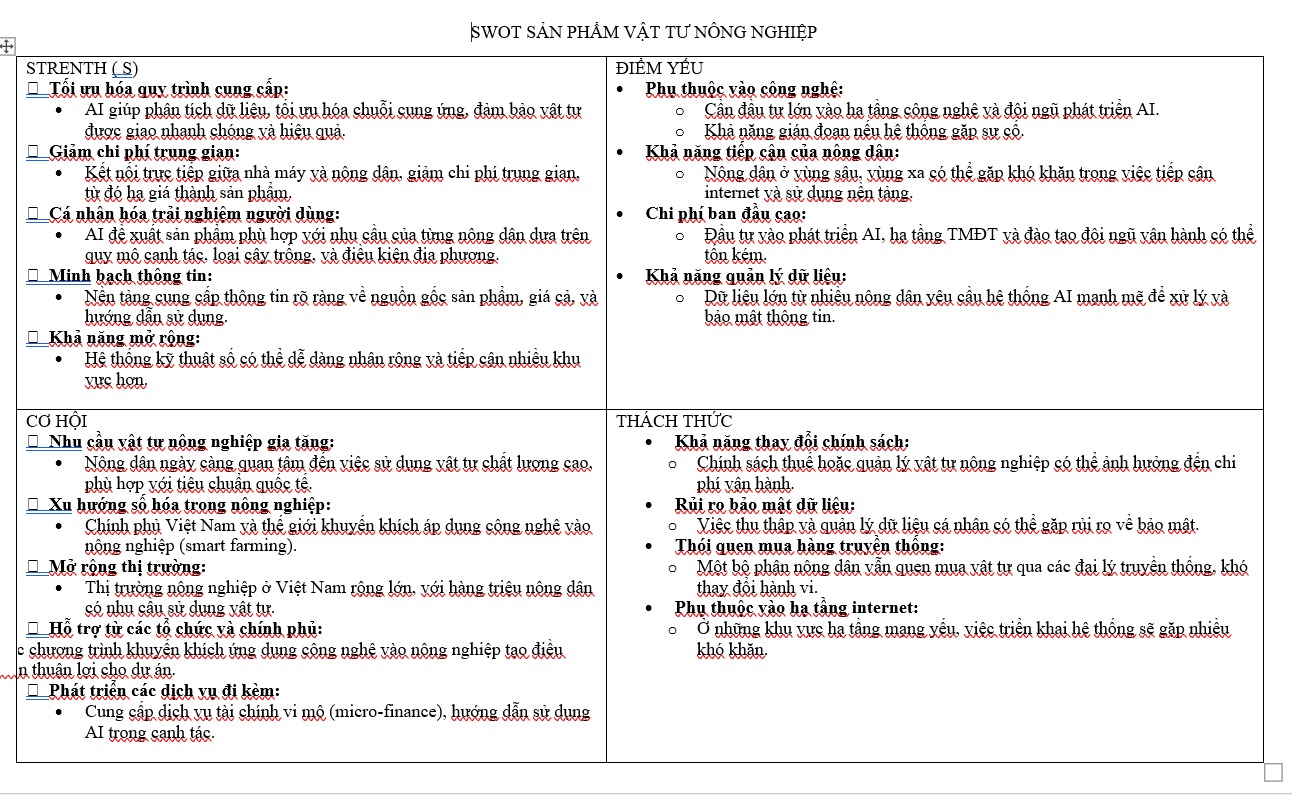 SWOT SẢN PHẨM VẬT TƯ NÔNG NGHIỆP
STRENTH ( S)
Tối ưu hóa quy trình cung cấp:
• AI giúp phân tích dữ liệu, tối ưu hóa chuỗi cung ứng, đảm bảo vật tư
được giao nhanh chóng và hiệu quả.
Giảm chi phí trung gian:
• Kết nối trực tiếp giữa nhà máy và nông dân, giảm chi phí trung gian,
từ đó hạ giá thành sản phẩm.
Cá nhân hóa trải nghiệm người dùng:
• AI đề xuất sản phẩm phù hợp với nhu cầu của từng nông dân dựa trên
quy mô canh tác, loại cây trồng, và điều kiện địa phương.
Minh bạch thông tin:
• Nền tảng cung cấp thông tin rõ ràng về nguồn gốc sản phẩm, giá cả, và
hướng dẫn sử dụng.
Khả năng mở rộng:
• Hệ thống kỹ thuật số có thể dễ dàng nhân rộng và tiếp cận nhiều khu
vực hơn.
ĐIỂM YẾU
• Phụ thuộc vào công nghệ:
o Cần đầu tư lớn vào hạ tầng công nghệ và đội ngũ phát triển AI.
o Khả năng gián đoạn nếu hệ thống gặp sự cố.
• Khả năng tiếp cận của nông dân:
o Nông dân ở vùng sâu, vùng xa có thể gặp khó khăn trong việc tiếp cận
internet và sử dụng nền tảng.
• Chi phí ban đầu cao:
o Đầu tư vào phát triển AI, hạ tầng TMĐT và đào tạo đội ngũ vận hành có thể
tốn kém.
• Khả năng quản lý dữ liệu:
o Dữ liệu lớn từ nhiều nông dân yêu cầu hệ thống AI mạnh mẽ để xử lý và
bảo mật thông tin.
CƠ HỘI
Nhu cầu vật tư nông nghiệp gia tăng:
• Nông dân ngày càng quan tâm đến việc sử dụng vật tư chất lượng cao,
phù hợp với tiêu chuẩn quốc tế.
Xu hướng số hóa trong nông nghiệp:
• Chính phủ Việt Nam và thế giới khuyến khích áp dụng công nghệ vào
nông nghiệp (smart farming).
Mở rộng thị trường:
• Thị trường nông nghiệp ở Việt Nam rộng lớn, với hàng triệu nông dân
có nhu cầu sử dụng vật tư.
Hỗ trợ từ các tổ chức và chính phủ:
c chương trình khuyến khích ứng dụng công nghệ vào nông nghiệp tạo điều
n thuận lợi cho dự án.
Phát triển các dịch vụ đi kèm:
• Cung cấp dịch vụ tài chính vi mô (micro-finance), hướng dẫn sử dụng
AI trong canh tác.
THÁCH THỨC
• Khả năng thay đổi chính sách:
o Chính sách thuế hoặc quản lý vật tư nông nghiệp có thể ảnh hưởng đến chi
phí vận hành.
• Rủi ro bảo mật dữ liệu:
o Việc thu thập và quản lý dữ liệu cá nhân có thể gặp rủi ro về bảo mật.
• Thói quen mua hàng truyền thống:
o Một bộ phận nông dân vẫn quen mua vật tư qua các đại lý truyền thống, khó
thay đổi hành vi.
• Phụ thuộc vào hạ tầng internet:
o Ở những khu vực hạ tầng mạng yếu, việc triển khai hệ thống sẽ gặp nhiều
khó khăn.